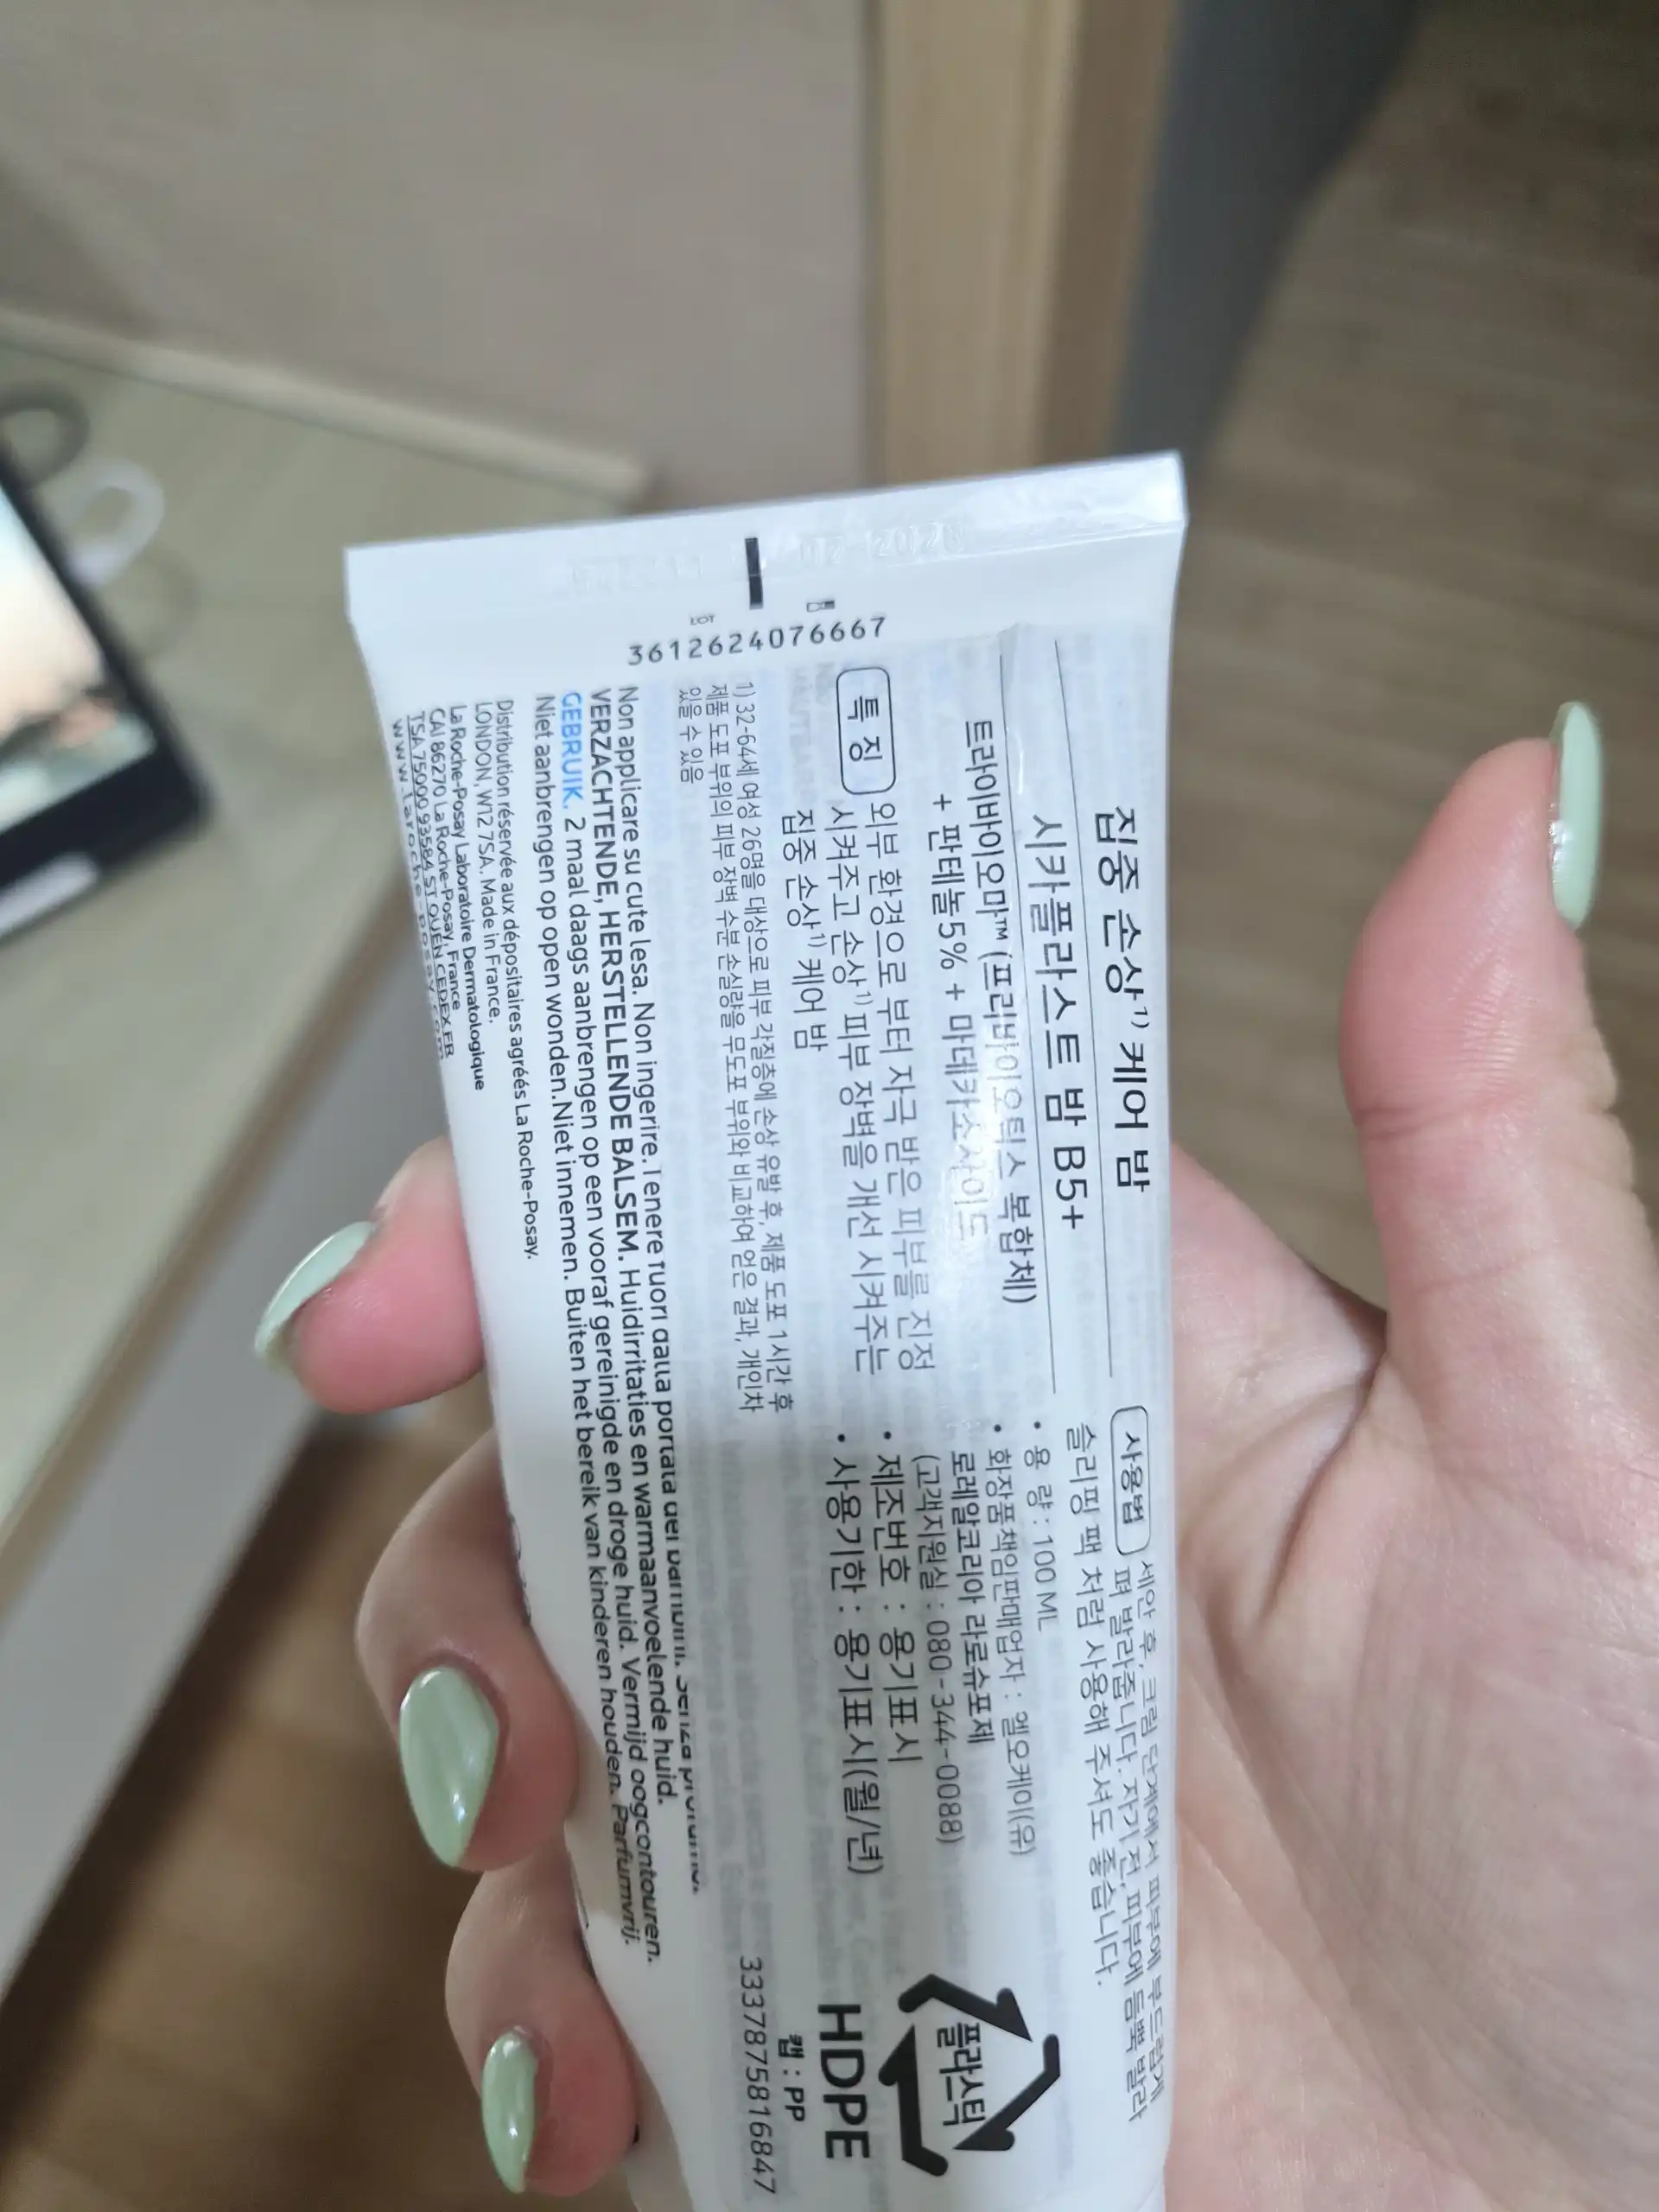 02 2028
LOT
3612624076667
집중 손상1) 케어 밤
시카플라스트 밤 B5+
트라이바이오마™ (프리바이오틱스 복합체)
+ 판테놀5% + 마데카소사이드
특 징
외부 환경으로 부터 자극 받은 피부를 진정
시켜주고 손상1) 피부 장벽을 개선 시켜주는
집중 손상1) 케어 밤
1) 32-64세 여성 26명을 대상으로 피부 각질층에 손상 유발 후, 제품 도포 1시간 후
제품 도포 부위의 피부 장벽 수분 손실량을 무도포 부위와 비교하여 얻은 결과, 개인차
있을 수 있음
사용법
세안 후, 크림 단계에서 피부에 부드럽게
펴 발라줍니다. 자기 전, 피부에 듬뿍 발라
슬리핑 팩 처럼 사용해 주셔도 좋습니다.
• 용 량 : 100 ML
• 화장품책임판매업자 : 엘오케이(유)
로레알코리아 라로슈포제
(고객지원실 : 080-344-0088)
• 제조번호 : 용기표시
• 사용기한 : 용기표시(월/년)
플라스틱
HDPE
캡 : PP
3337875816847
Non applicare su cute lesa. Non ingerire. Tenere fuori dalla portata dei bambini. Senza profumo.
VERZACHTENDE, HERSTELLENDE BALSEM. Huidirritaties en warmaanvoelende huid.
GEBRUIK. 2 maal daags aanbrengen op een vooraf gereinigde en droge huid. Vermijd oogcontouren.
Niet aanbrengen op open wonden. Niet innemen. Buiten het bereik van kinderen houden. Parfumvrij.
Distribution réservée aux dépositaires agréés La Roche-Posay.
LONDON, W12 7SA. Made in France.
La Roche-Posay Laboratoire Dermatologique
CAI 86270 La Roche-Posay, France
TSA 75000 93584 ST OUEN CEDEX FR
www.laroche-posay.com